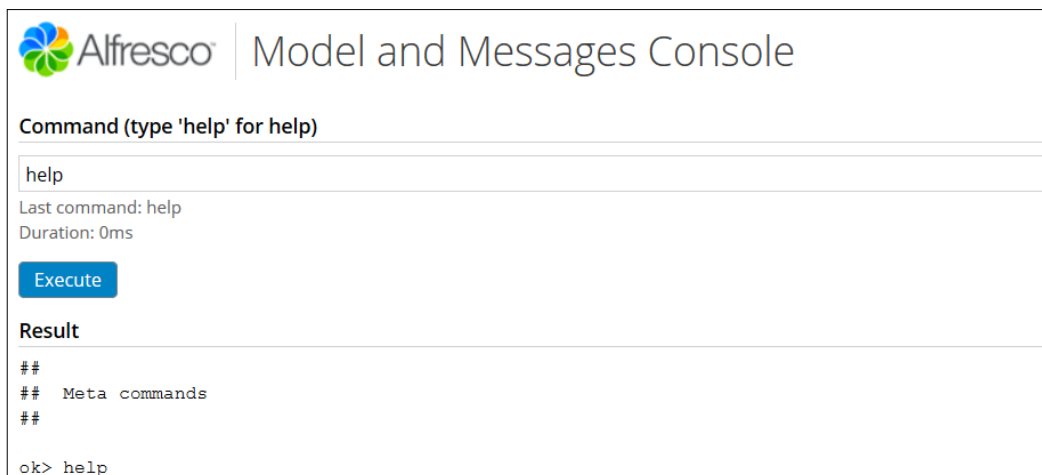 Alfresco™ Model and Messages Console
Command (type 'help' for help)
help
Last command: help
Duration: 0ms
Execute
Result
##
##  Meta commands
##
ok> help